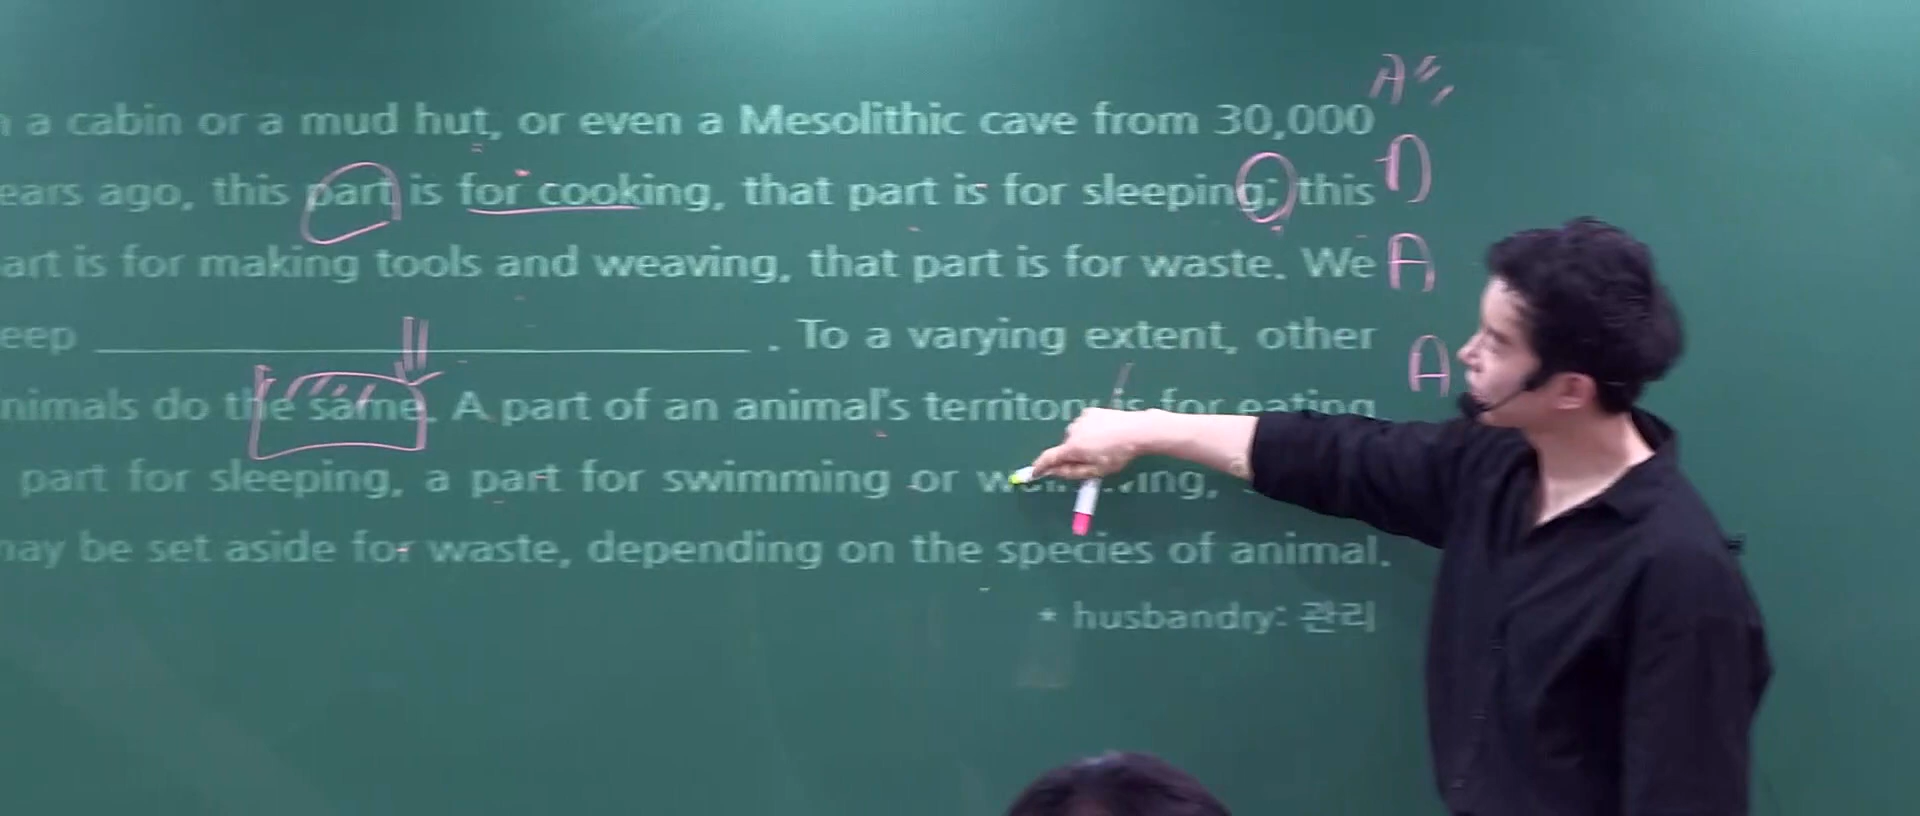 a cabin or a mud hut, or even a Mesolithic cave from 30,000
ears ago, this part is for cooking, that part is for sleeping; this
art is for making tools and weaving, that part is for waste. We
eep ____________________ . To a varying extent, other
nimals do the same. A part of an animal's territory is for eating
part for sleeping, a part for swimming or
may be set aside for waste, depending on the species of animal.
* husbandry: 관리
A
D
A
A